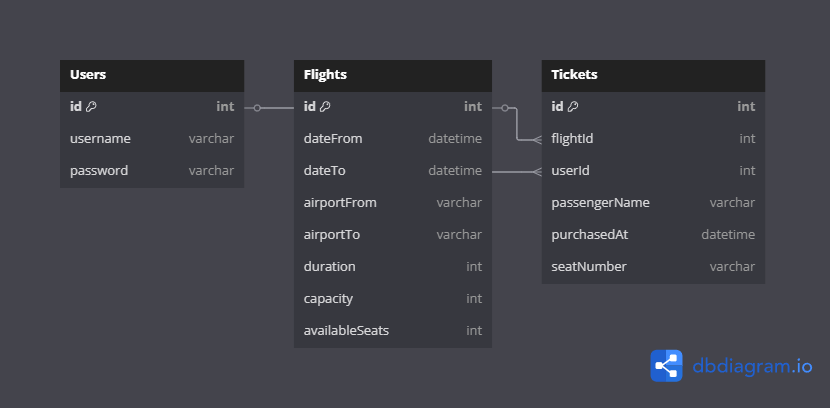 Users
id int
username varchar
password varchar
Flights
id int
dateFrom datetime
dateTo datetime
airportFrom varchar
airportTo varchar
duration int
capacity int
availableSeats int
Tickets
id int
flightId int
userId int
passengerName varchar
purchasedAt datetime
seatNumber varchar
dbdiagram.io